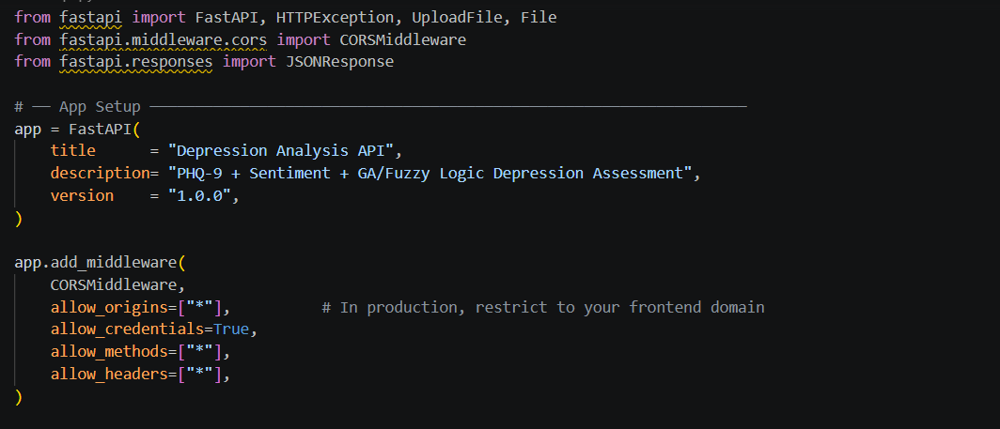 from fastapi import FastAPI, HTTPException, UploadFile, File
from fastapi.middleware.cors import CORSMiddleware
from fastapi.responses import JSONResponse
# ── App Setup ──────────────────────────────────────────────────────────────────
app = FastAPI(
    title      = "Depression Analysis API",
    description= "PHQ-9 + Sentiment + GA/Fuzzy Logic Depression Assessment",
    version    = "1.0.0",
)
app.add_middleware(
    CORSMiddleware,
    allow_origins=["*"],          # In production, restrict to your frontend domain
    allow_credentials=True,
    allow_methods=["*"],
    allow_headers=["*"],
)